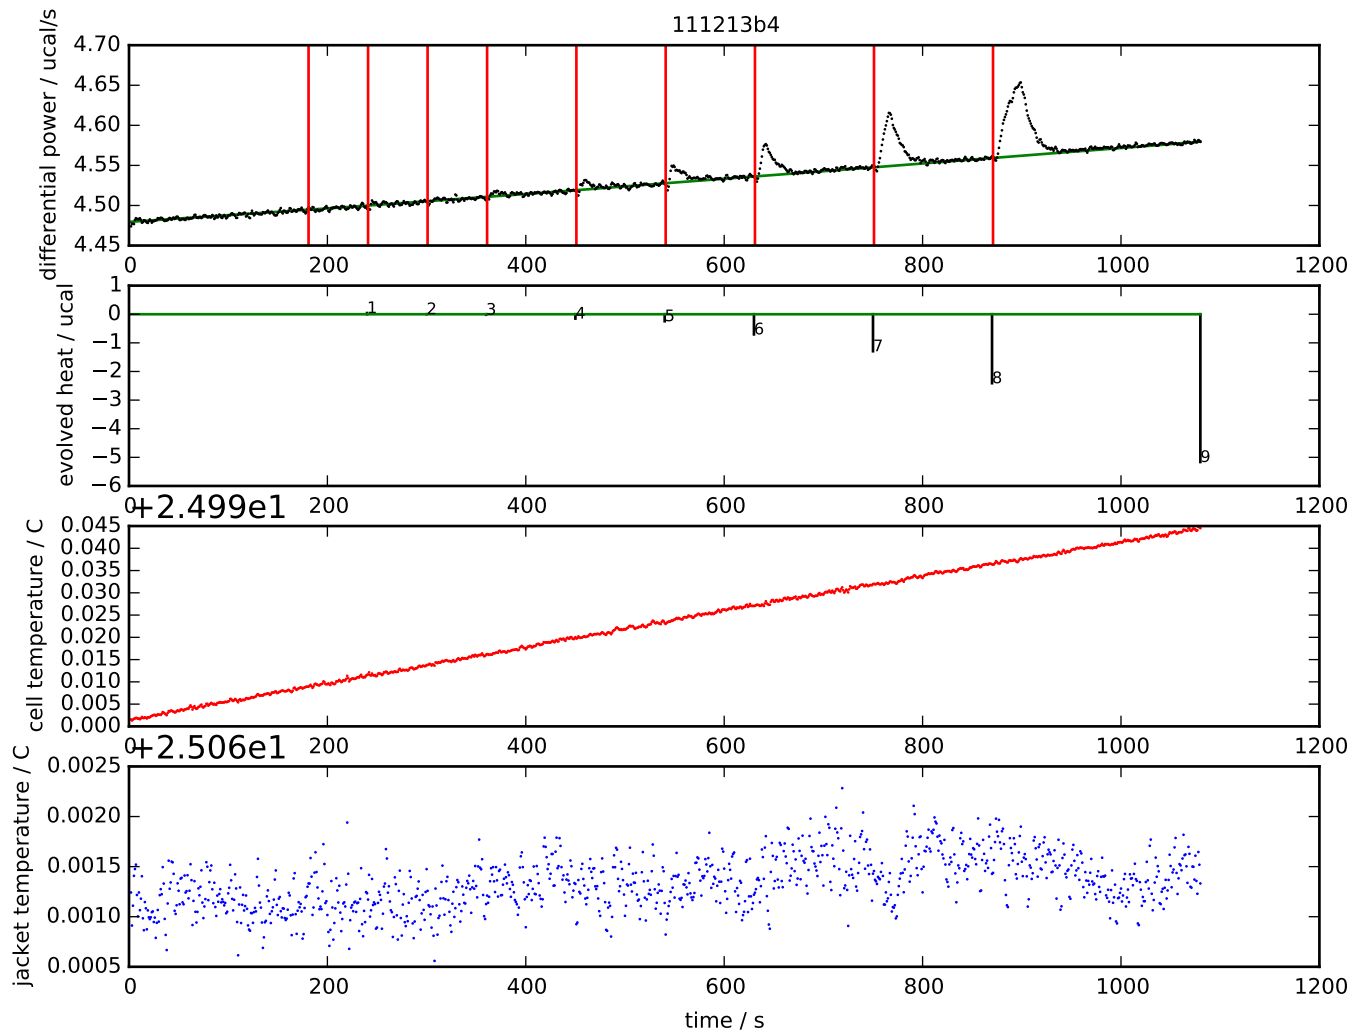 111213b4
differential power / ucal/s
4.70
4.65
4.60
4.55
4.50
4.45
0 200 400 600 800 1000 1200
evolved heat / ucal
1
0
−1
−2
−3
−4
−5
−6
1 2 3 4 5 6 7 8 9
0 200 400 600 800 1000 1200
+2.499e1
cell temperature / C
0.045
0.040
0.035
0.030
0.025
0.020
0.015
0.010
0.005
0.000
0 200 400 600 800 1000 1200
+2.506e1
jacket temperature / C
0.0025
0.0020
0.0015
0.0010
0.0005
0 200 400 600 800 1000 1200
time / s